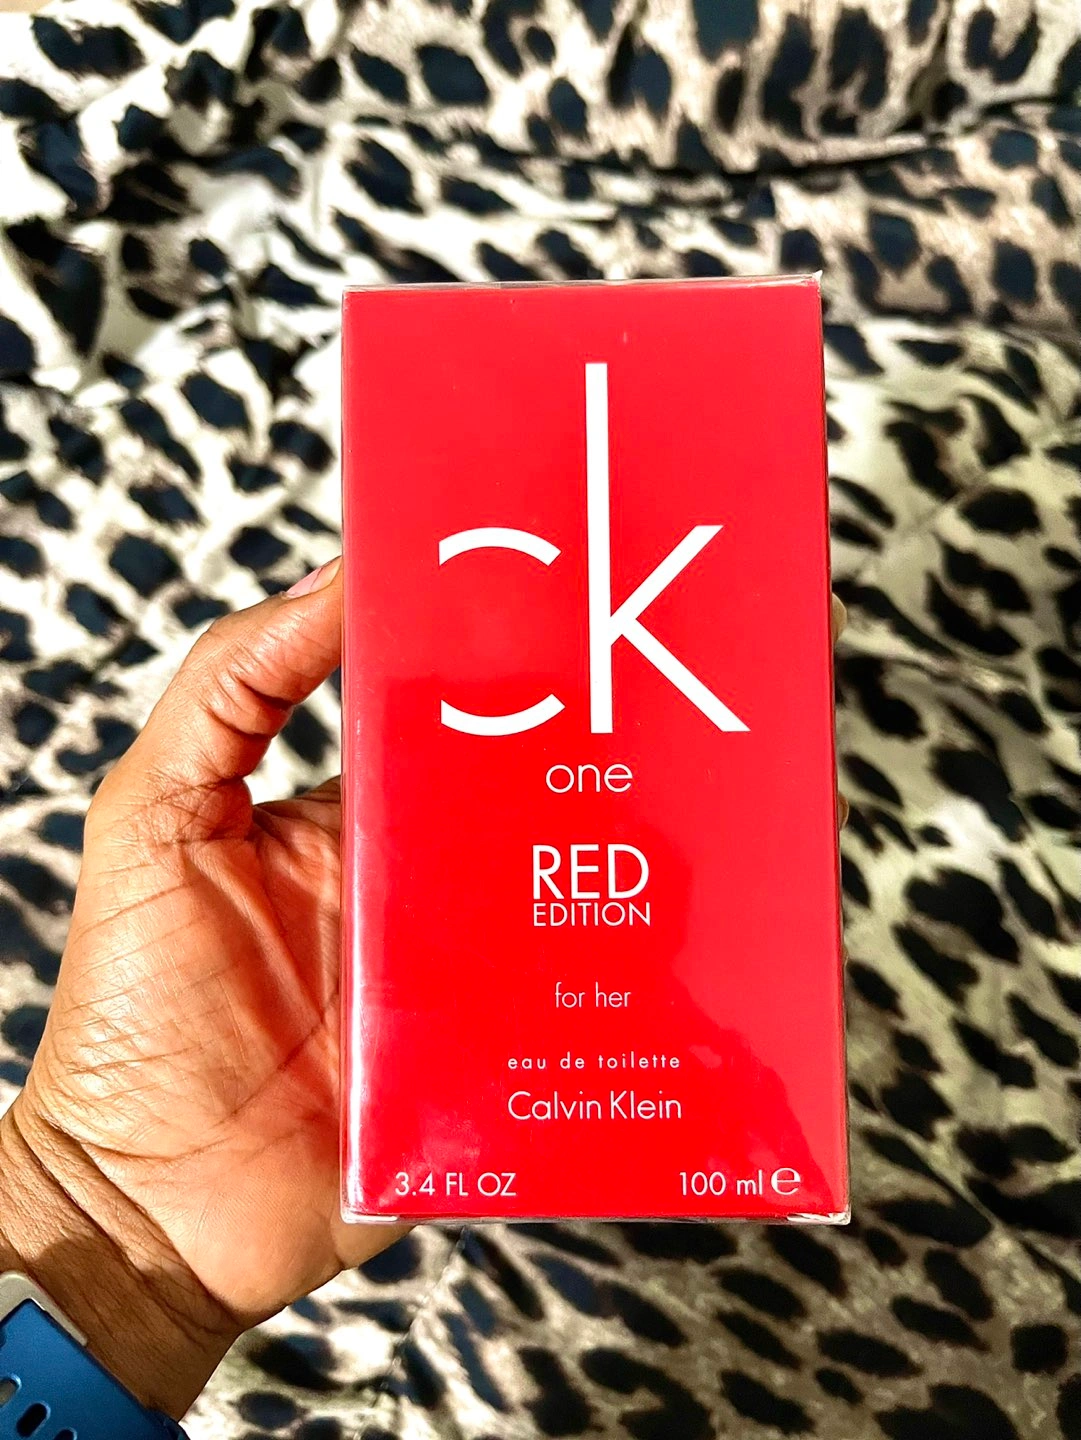 ck
one
RED
EDITION
for her
eau de toilette
Calvin Klein
3.4 FL OZ 100 ml ℮